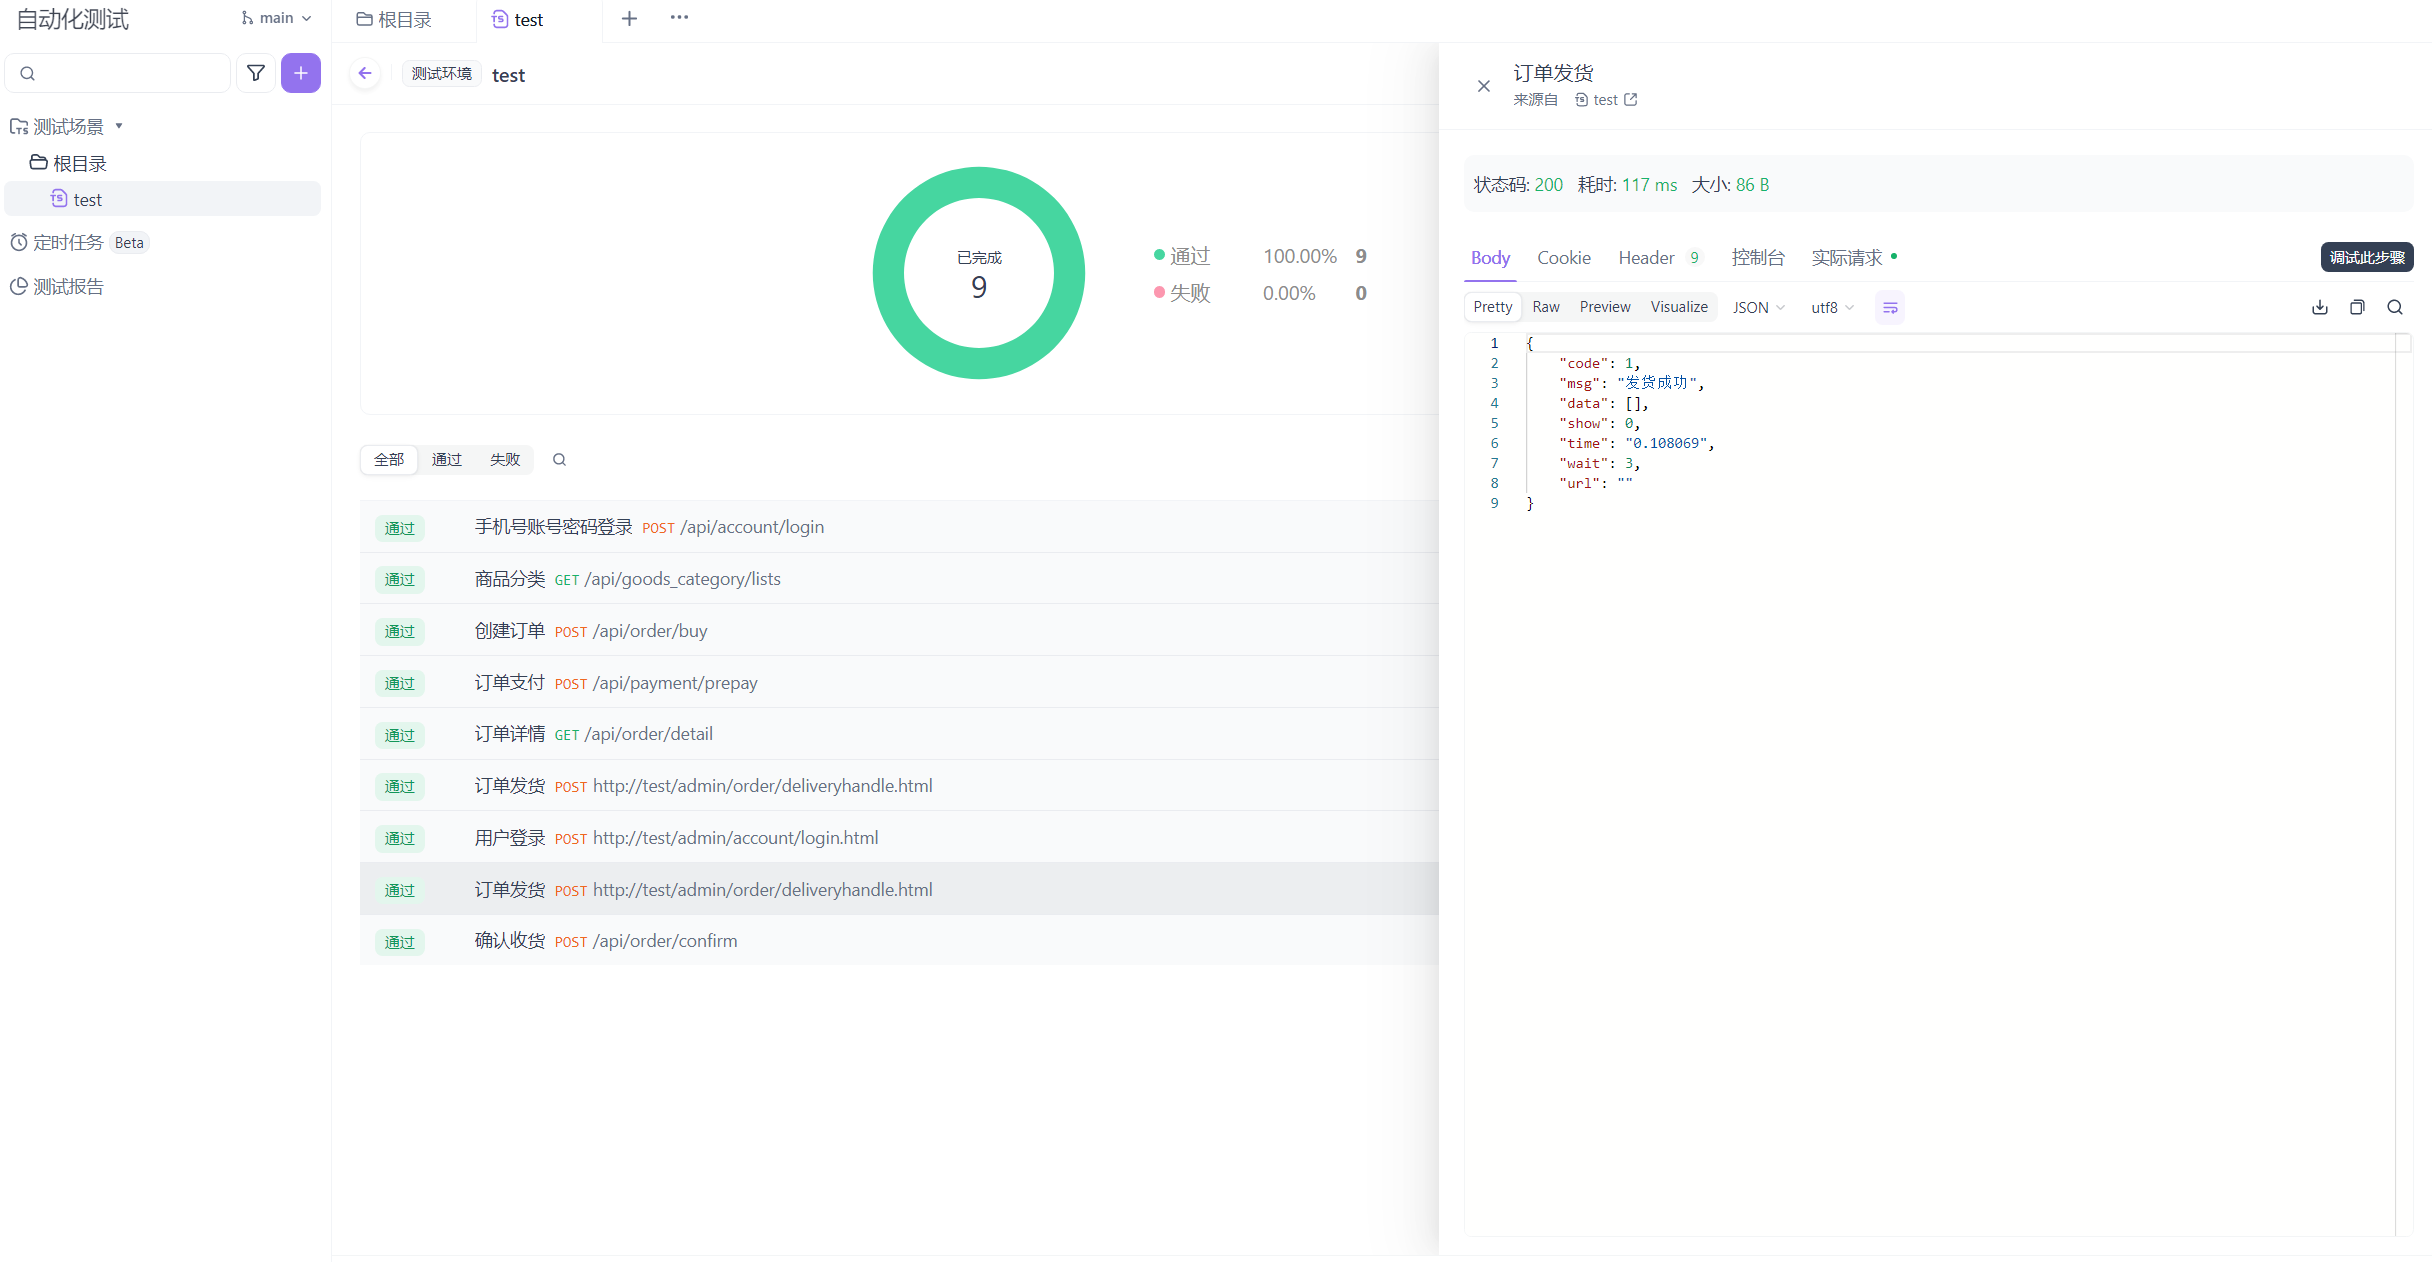 自动化测试
main
测试场景
根目录
TS test
定时任务 Beta
测试报告
根目录
TS test
测试环境 test
已完成
9
通过 100.00% 9
失败 0.00% 0
全部 通过 失败
通过 手机号账号密码登录 POST /api/account/login
通过 商品分类 GET /api/goods_category/lists
通过 创建订单 POST /api/order/buy
通过 订单支付 POST /api/payment/prepay
通过 订单详情 GET /api/order/detail
通过 订单发货 POST http://test/admin/order/deliveryhandle.html
通过 用户登录 POST http://test/admin/account/login.html
通过 订单发货 POST http://test/admin/order/deliveryhandle.html
通过 确认收货 POST /api/order/confirm
订单发货
来源自 TS test
状态码: 200 耗时: 117 ms 大小: 86 B
Body Cookie Header 9 控制台 实际请求 调试此步骤
Pretty Raw Preview Visualize JSON utf8
1 {
2 "code": 1,
3 "msg": "发货成功",
4 "data": [],
5 "show": 0,
6 "time": "0.108069",
7 "wait": 3,
8 "url": ""
9 }